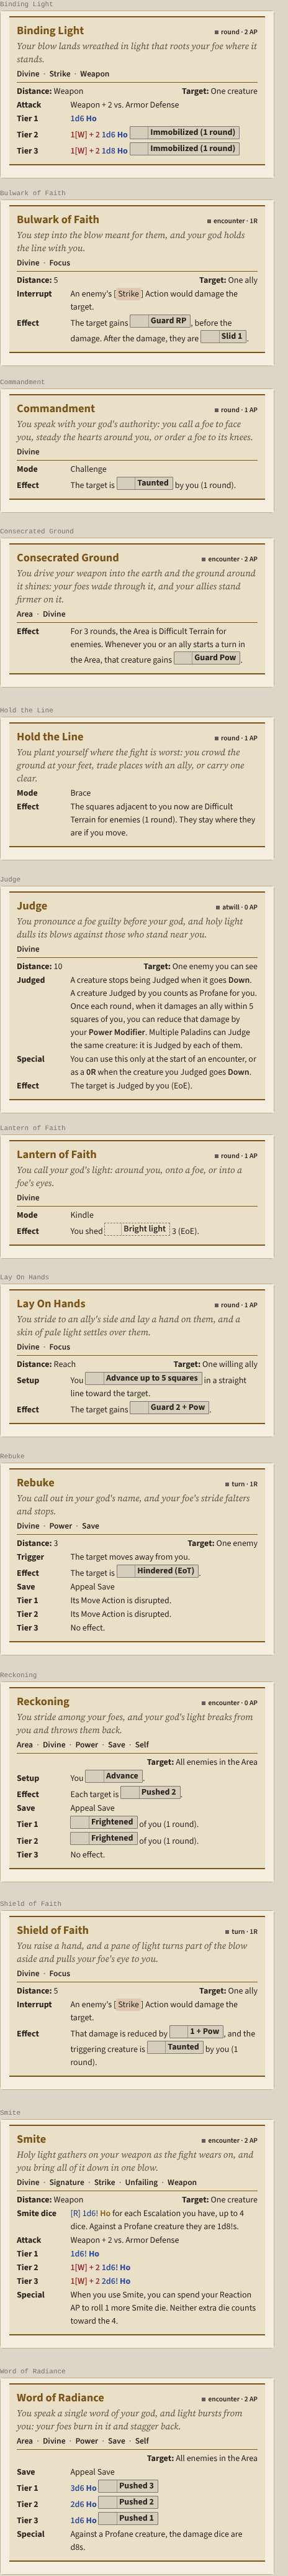 Binding Light
Binding Light
■ round · 2 AP
Your blow lands wreathed in light that roots your foe where it
stands.
Divine · Strike · Weapon
Distance: Weapon Target: One creature
Attack Weapon + 2 vs. Armor Defense
Tier 1 1d6 Ho
Tier 2 1[W] + 2 1d6 Ho Immobilized (1 round)
Tier 3 1[W] + 2 1d8 Ho Immobilized (1 round)
Bulwark of Faith
Bulwark of Faith
■ encounter · 1R
You step into the blow meant for them, and your god holds
the line with you.
Divine · Focus
Distance: 5 Target: One ally
Interrupt An enemy's [Strike] Action would damage the
target.
Effect The target gains Guard RP, before the
damage. After the damage, they are Slid 1.
Commandment
Commandment
■ round · 1 AP
You speak with your god's authority: you call a foe to face
you, steady the hearts around you, or order a foe to its knees.
Divine
Mode Challenge
Effect The target is Taunted by you (1 round).
Consecrated Ground
Consecrated Ground
■ encounter · 2 AP
You drive your weapon into the earth and the ground around
it shines: your foes wade through it, and your allies stand
firmer on it.
Area · Divine
Effect For 3 rounds, the Area is Difficult Terrain for
enemies. Whenever you or an ally starts a turn in
the Area, that creature gains Guard Pow.
Hold the Line
Hold the Line
■ round · 1 AP
You plant yourself where the fight is worst: you crowd the
ground at your feet, trade places with an ally, or carry one
clear.
Mode Brace
Effect The squares adjacent to you now are Difficult
Terrain for enemies (1 round). They stay where they
are if you move.
Judge
Judge
■ atwill · 0 AP
You pronounce a foe guilty before your god, and holy light
dulls its blows against those who stand near you.
Divine
Distance: 10 Target: One enemy you can see
Judged A creature stops being Judged when it goes Down.
A creature Judged by you counts as Profane for you.
Once each round, when it damages an ally within 5
squares of you, you can reduce that damage by
your Power Modifier. Multiple Paladins can Judge
the same creature: it is Judged by each of them.
Special You can use this only at the start of an encounter, or
as a 0R when the creature you Judged goes Down.
Effect The target is Judged by you (EoE).
Lantern of Faith
Lantern of Faith
■ round · 1 AP
You call your god's light: around you, onto a foe, or into a
foe's eyes.
Divine
Mode Kindle
Effect You shed Bright light 3 (EoE).
Lay On Hands
Lay On Hands
■ round · 1 AP
You stride to an ally's side and lay a hand on them, and a
skin of pale light settles over them.
Divine · Focus
Distance: Reach Target: One willing ally
Setup You Advance up to 5 squares in a straight
line toward the target.
Effect The target gains Guard 2 + Pow.
Rebuke
Rebuke
■ turn · 1R
You call out in your god's name, and your foe's stride falters
and stops.
Divine · Power · Save
Distance: 3 Target: One enemy
Trigger The target moves away from you.
Effect The target is Hindered (EoT).
Save Appeal Save
Tier 1 Its Move Action is disrupted.
Tier 2 Its Move Action is disrupted.
Tier 3 No effect.
Reckoning
Reckoning
■ encounter · 0 AP
You stride among your foes, and your god's light breaks from
you and throws them back.
Area · Divine · Power · Save · Self
Target: All enemies in the Area
Setup You Advance.
Effect Each target is Pushed 2.
Save Appeal Save
Tier 1 Frightened of you (1 round).
Tier 2 Frightened of you (1 round).
Tier 3 No effect.
Shield of Faith
Shield of Faith
■ turn · 1R
You raise a hand, and a pane of light turns part of the blow
aside and pulls your foe's eye to you.
Divine · Focus
Distance: 5 Target: One ally
Interrupt An enemy's [Strike] Action would damage the
target.
Effect That damage is reduced by 1 + Pow, and the
triggering creature is Taunted by you (1
round).
Smite
Smite
■ encounter · 2 AP
Holy light gathers on your weapon as the fight wears on, and
you bring all of it down in one blow.
Divine · Signature · Strike · Unfailing · Weapon
Distance: Weapon Target: One creature
Smite dice [R] 1d6! Ho for each Escalation you have, up to 4
dice. Against a Profane creature they are 1d8!s.
Attack Weapon + 2 vs. Armor Defense
Tier 1 1d6! Ho
Tier 2 1[W] + 2 1d6! Ho
Tier 3 1[W] + 2 2d6! Ho
Special When you use Smite, you can spend your Reaction
AP to roll 1 more Smite die. Neither extra die counts
toward the 4.
Word of Radiance
Word of Radiance
■ encounter · 2 AP
You speak a single word of your god, and light bursts from
you: your foes burn in it and stagger back.
Area · Divine · Power · Save · Self
Target: All enemies in the Area
Save Appeal Save
Tier 1 3d6 Ho Pushed 3
Tier 2 2d6 Ho Pushed 2
Tier 3 1d6 Ho Pushed 1
Special Against a Profane creature, the damage dice are
d8s.